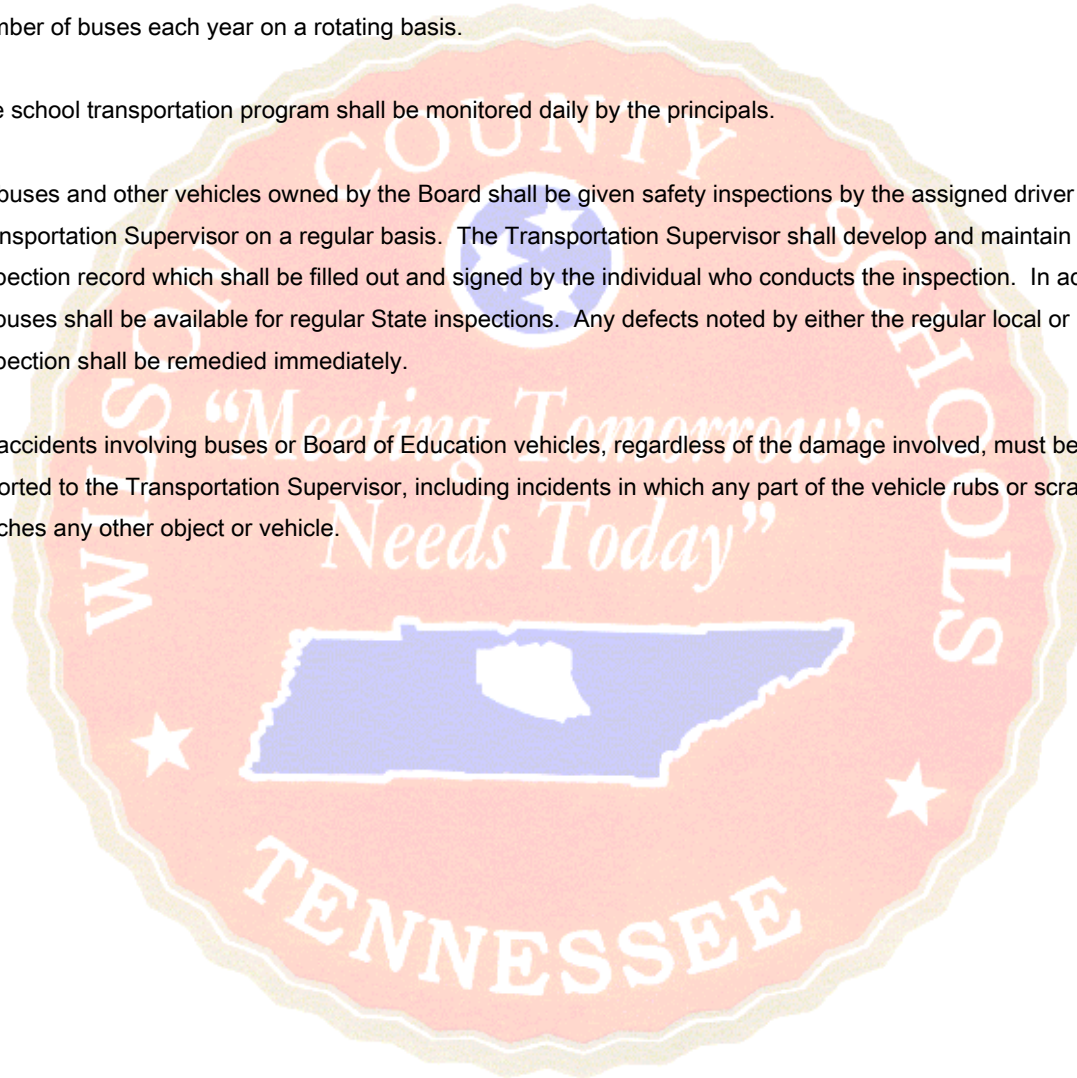 mber of buses each year on a rotating basis.
e school transportation program shall be monitored daily by the principals.
buses and other vehicles owned by the Board shall be given safety inspections by the assigned driver
nsportation Supervisor on a regular basis. The Transportation Supervisor shall develop and maintain
pection record which shall be filled out and signed by the individual who conducts the inspection. In ac
buses shall be available for regular State inspections. Any defects noted by either the regular local or
pection shall be remedied immediately.
accidents involving buses or Board of Education vehicles, regardless of the damage involved, must be
orted to the Transportation Supervisor, including incidents in which any part of the vehicle rubs or scra
ches any other object or vehicle.
WILSON COUNTY SCHOOLS
“Meeting Tomorrow's
Needs Today”
TENNESSEE